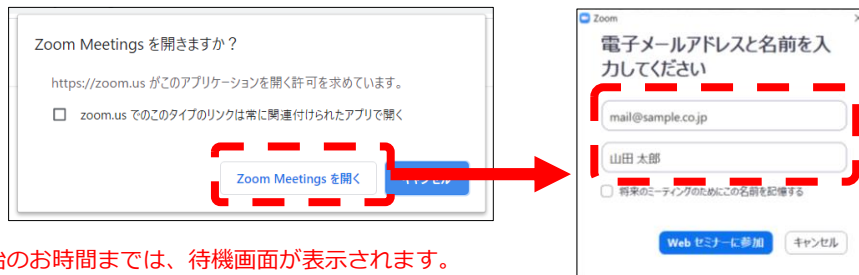 Zoom Meetings を開きますか？
https://zoom.us がこのアプリケーションを開く許可を求めています。
zoom.us でのこのタイプのリンクは常に関連付けられたアプリで開く
Zoom Meetings を開く
キャンセル
Zoom
電子メールアドレスと名前を入
力してください
mail@sample.co.jp
山田 太郎
将来のミーティングのためにこの名前を記憶する
Web セミナーに参加
キャンセル
のお時間までは、待機画面が表示されます。